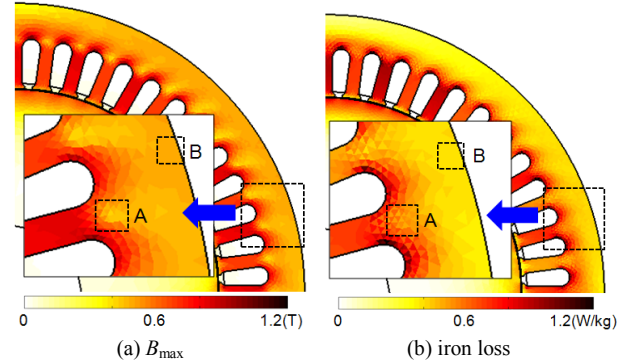 B
A
B
A
0 0.6 1.2(T)
0 0.6 1.2(W/kg)
(a) Bmax
(b) iron loss